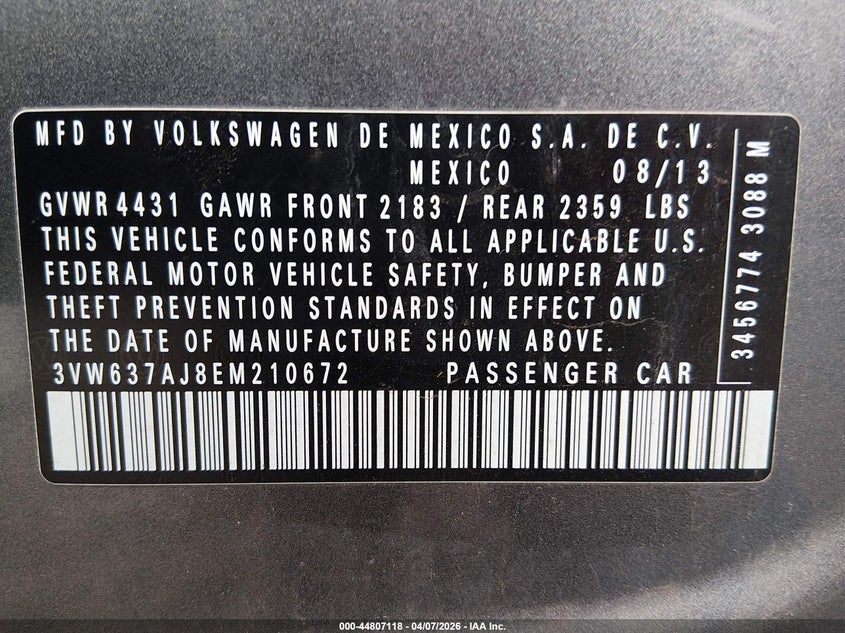 MFD BY VOLKSWAGEN DE MEXICO S.A. DE C.V.
MEXICO 08/13
GVWR 4431 GAWR FRONT 2183 / REAR 2359 LBS
THIS VEHICLE CONFORMS TO ALL APPLICABLE U.S.
FEDERAL MOTOR VEHICLE SAFETY, BUMPER AND
THEFT PREVENTION STANDARDS IN EFFECT ON
THE DATE OF MANUFACTURE SHOWN ABOVE.
3VW637AJ8EM210672 PASSENGER CAR
3456774 3088 M
000-44807118 - 04/07/2026 - IAA Inc.